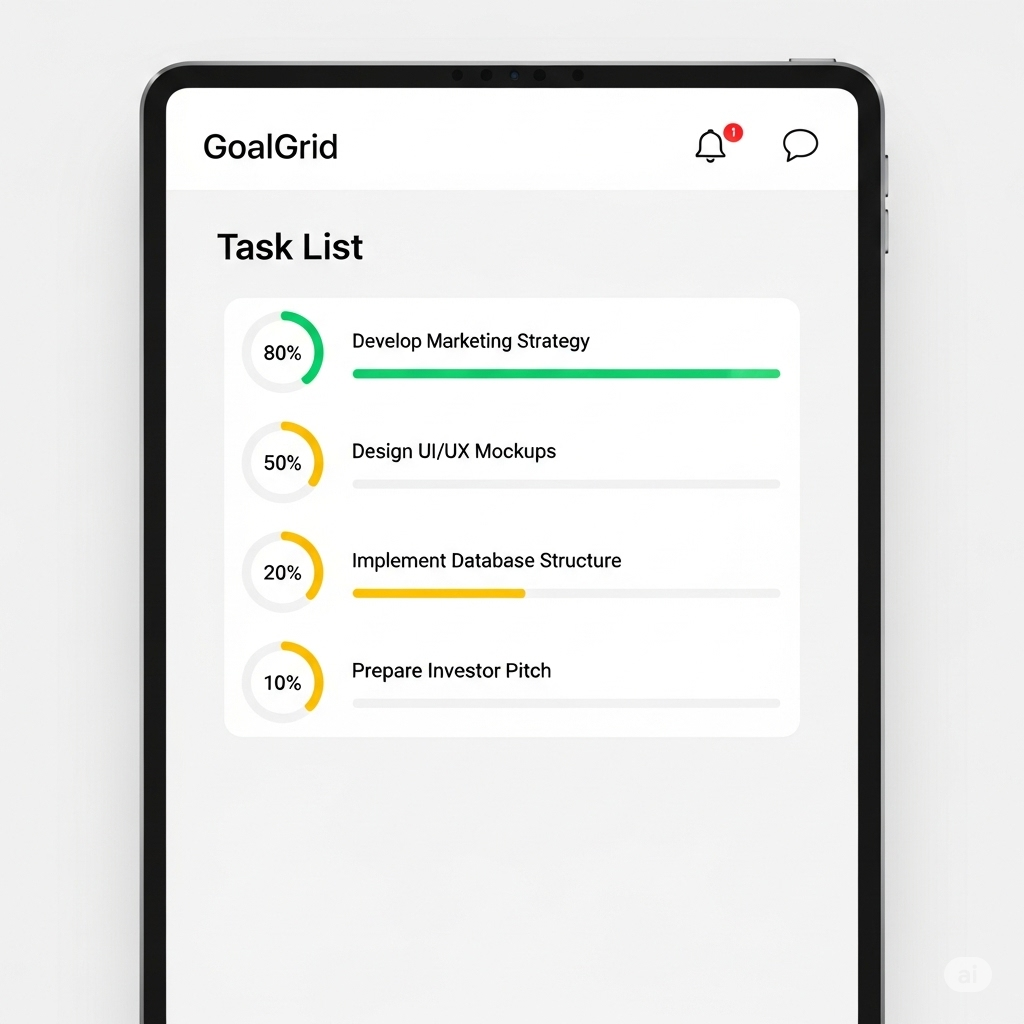 GoalGrid
1
Task List
80%
Develop Marketing Strategy
50%
Design UI/UX Mockups
20%
Implement Database Structure
10%
Prepare Investor Pitch
ai